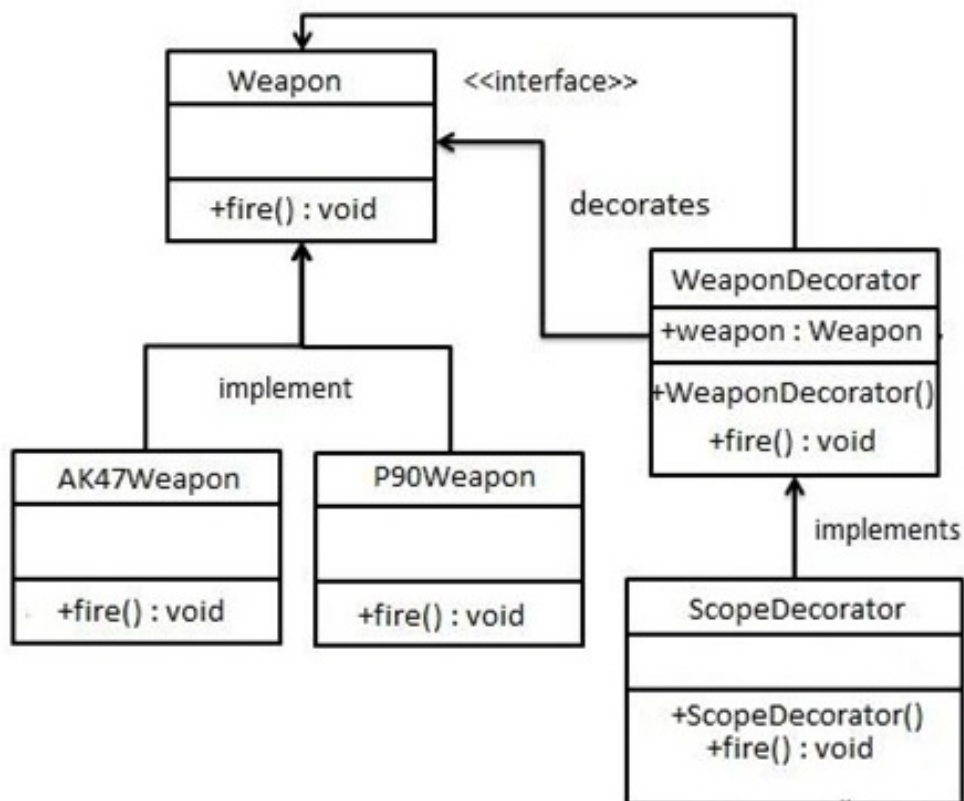 Weapon
<<interface>>
+fire() : void
decorates
WeaponDecorator
+weapon : Weapon
+WeaponDecorator()
+fire() : void
implement
AK47Weapon
+fire() : void
P90Weapon
+fire() : void
implements
ScopeDecorator
+ScopeDecorator()
+fire() : void